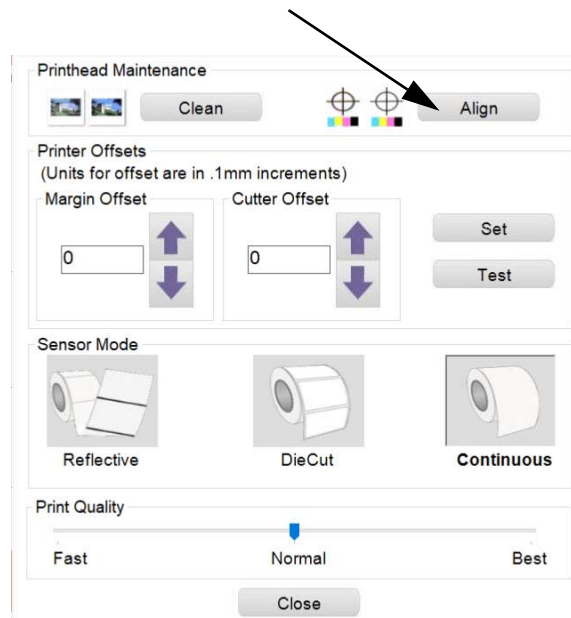 Printhead Maintenance
Clean
Align
Printer Offsets
(Units for offset are in .1mm increments)
Margin Offset
Cutter Offset
0
0
Set
Test
Sensor Mode
Reflective
DieCut
Continuous
Print Quality
Fast
Normal
Best
Close